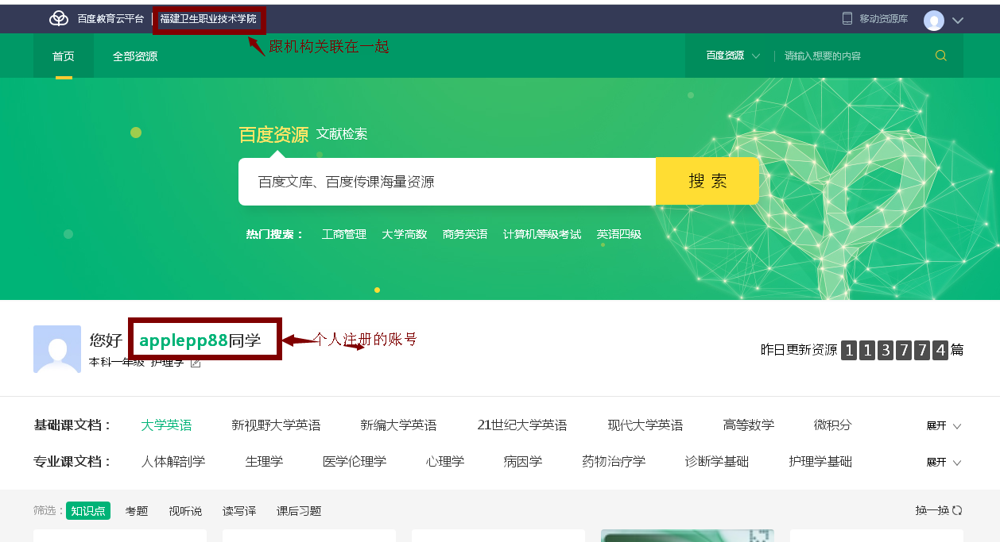 百度教育云平台 福建卫生职业技术学院 移动资源库
跟机构关联在一起
首页 全部资源 百度资源 请输入想要的内容
百度资源 文献检索
百度文库、百度传课海量资源 搜 索
热门搜索： 工商管理 大学高数 商务英语 计算机等级考试 英语四级
您好 applepp88同学 个人注册的账号
本科一年级 护理学
昨日更新资源 113774 篇
基础课文档： 大学英语 新视野大学英语 新编大学英语 21世纪大学英语 现代大学英语 高等数学 微积分 展开
专业课文档： 人体解剖学 生理学 医学伦理学 心理学 病因学 药物治疗学 诊断学基础 护理学基础 展开
筛选： 知识点 考题 视听说 读写译 课后习题 换一换